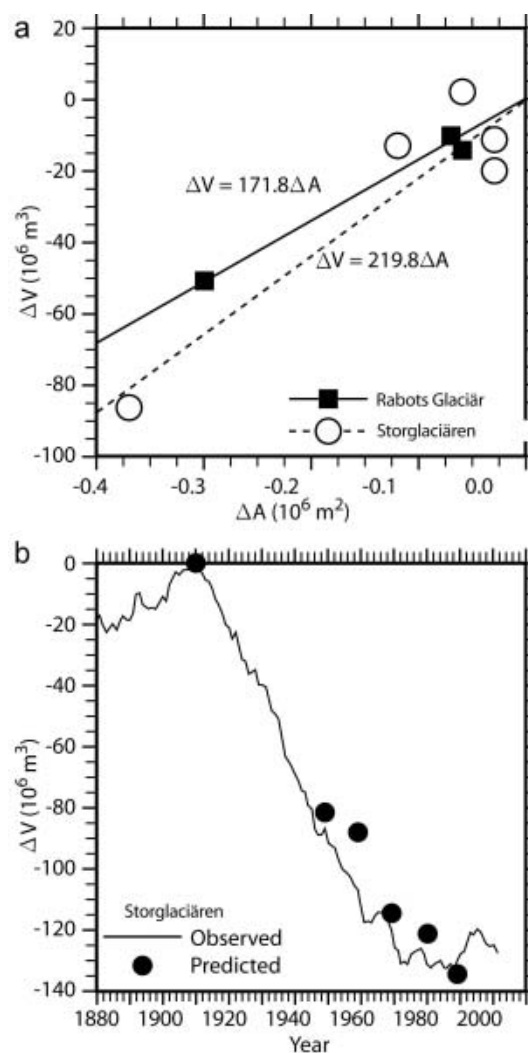 a
20
0
-20
-40
-60
-80
-100
ΔV (10⁶ m³)
ΔV = 171.8ΔA
ΔV = 219.8ΔA
Rabots Glaciär
Storglaciären
-0.4 -0.3 -0.2 -0.1 0.0
ΔA (10⁶ m²)
b
0
-20
-40
-60
-80
-100
-120
-140
ΔV (10⁶ m³)
Storglaciären
Observed
Predicted
1880 1900 1920 1940 1960 1980 2000
Year